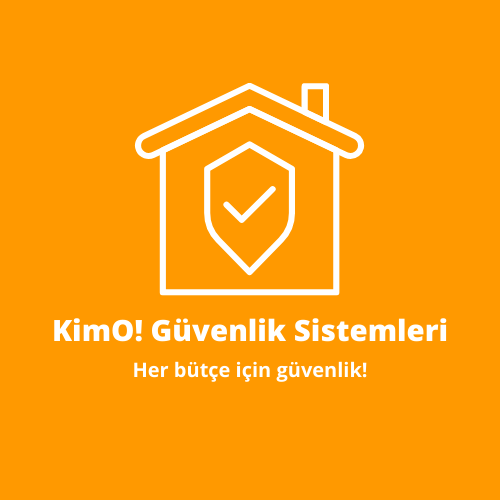 KimO! Güvenlik Sistemleri
Her bütçe için güvenlik!